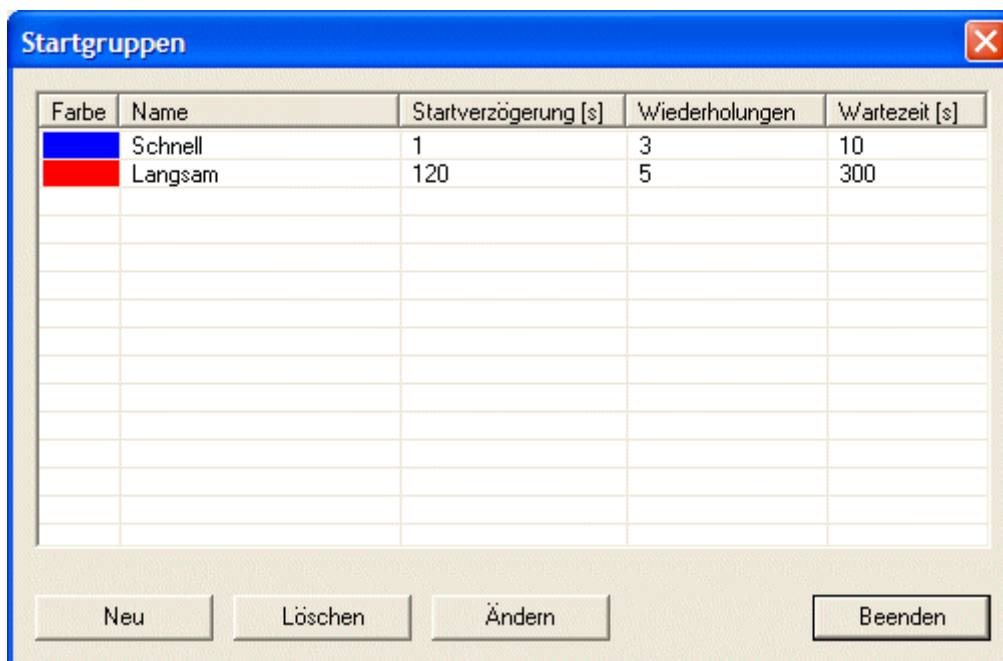 Startgruppen
Farbe Name Startverzögerung [s] Wiederholungen Wartezeit [s]
Schnell 1 3 10
Langsam 120 5 300
Neu Löschen Ändern Beenden